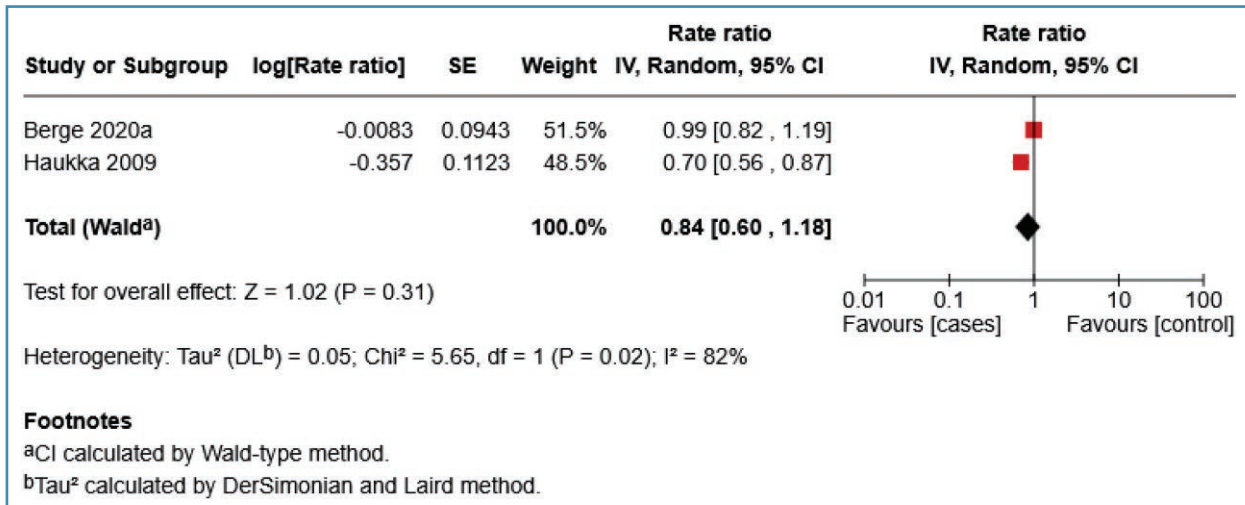 Rate ratio Rate ratio
Study or Subgroup log[Rate ratio] SE Weight IV, Random, 95% CI IV, Random, 95% CI
Berge 2020a -0.0083 0.0943 51.5% 0.99 [0.82 , 1.19]
Haukka 2009 -0.357 0.1123 48.5% 0.70 [0.56 , 0.87]
Total (Waldᵃ) 100.0% 0.84 [0.60 , 1.18]
Test for overall effect: Z = 1.02 (P = 0.31)
0.01 0.1 1 10 100
Favours [cases] Favours [control]
Heterogeneity: Tau² (DLᵇ) = 0.05; Chi² = 5.65, df = 1 (P = 0.02); I² = 82%
Footnotes
ᵃCI calculated by Wald-type method.
ᵇTau² calculated by DerSimonian and Laird method.